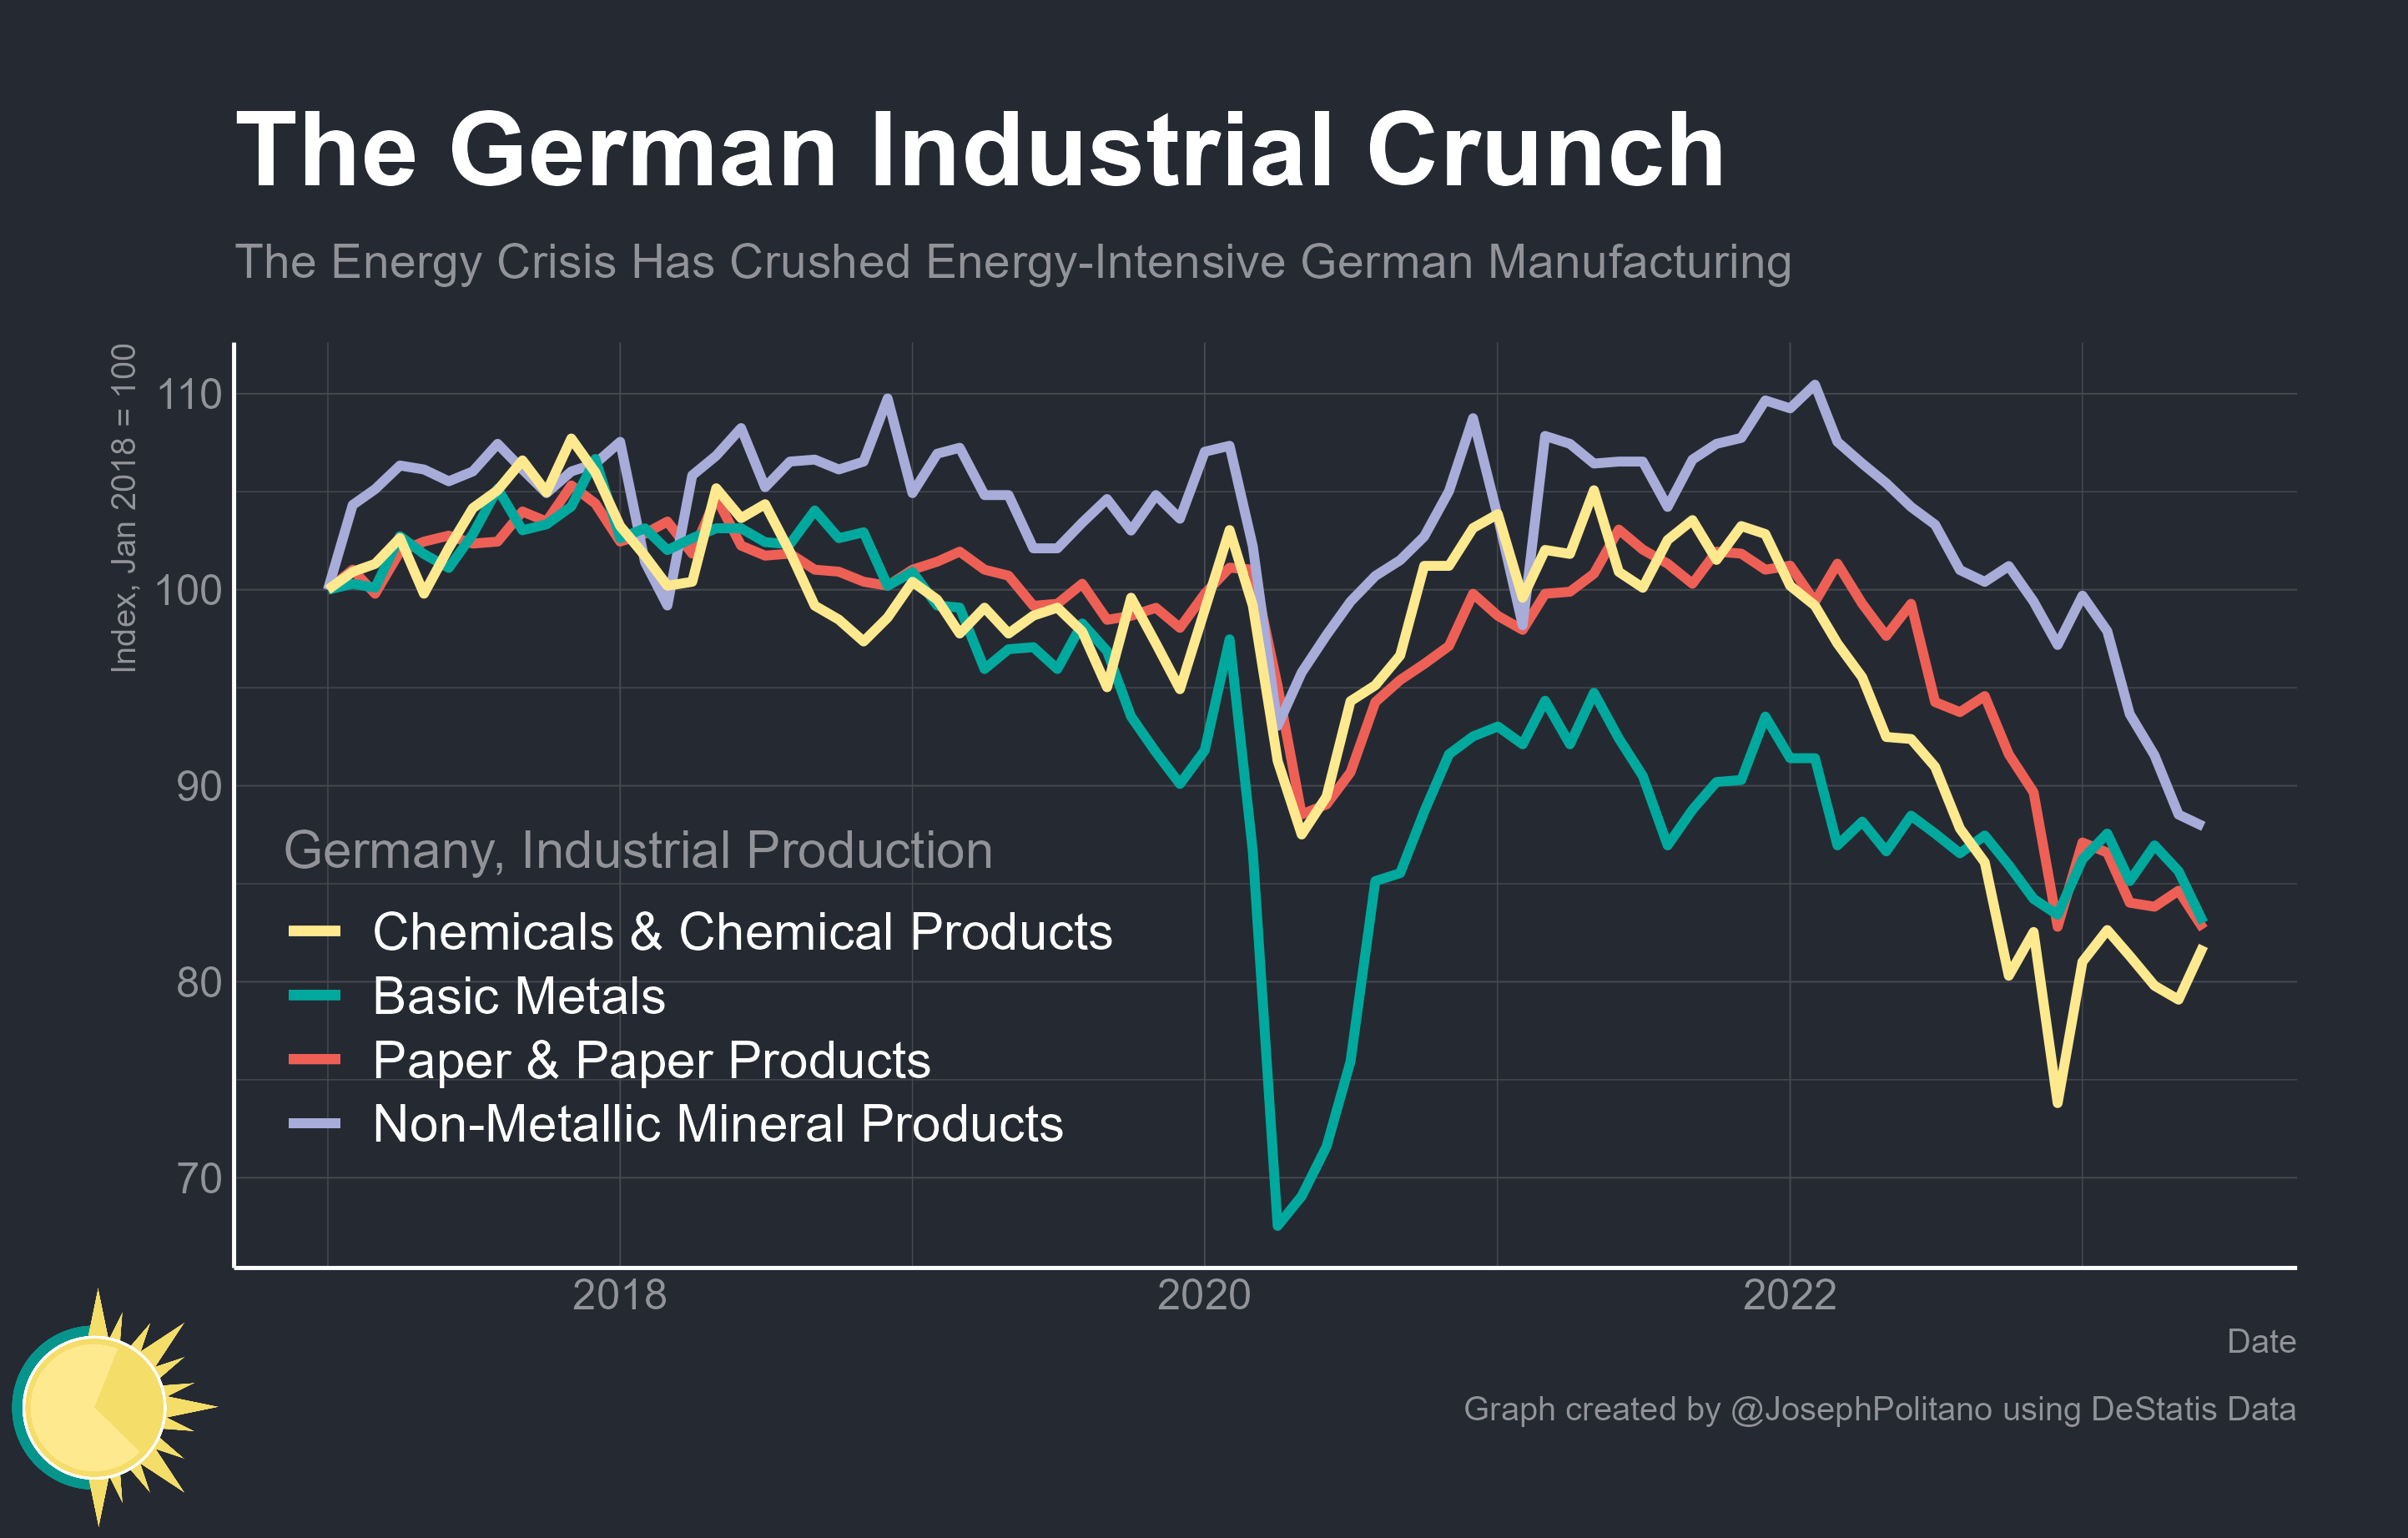 The German Industrial Crunch
The Energy Crisis Has Crushed Energy-Intensive German Manufacturing
Index, Jan 2018 = 100
110
100
90
80
70
Germany, Industrial Production
Chemicals & Chemical Products
Basic Metals
Paper & Paper Products
Non-Metallic Mineral Products
2018
2020
2022
Date
Graph created by @JosephPolitano using DeStatis Data